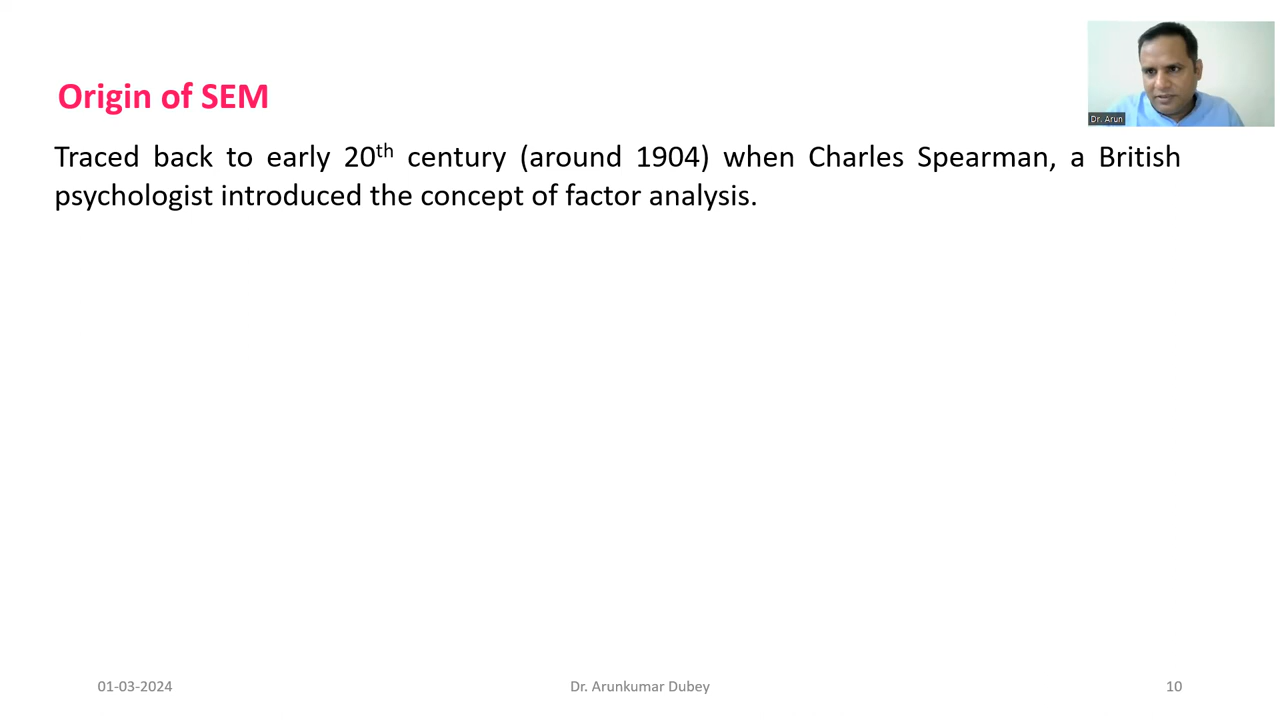 Origin of SEM
Dr. Arun
Traced back to early 20th century (around 1904) when Charles Spearman, a British
psychologist introduced the concept of factor analysis.
01-03-2024
Dr. Arunkumar Dubey
10